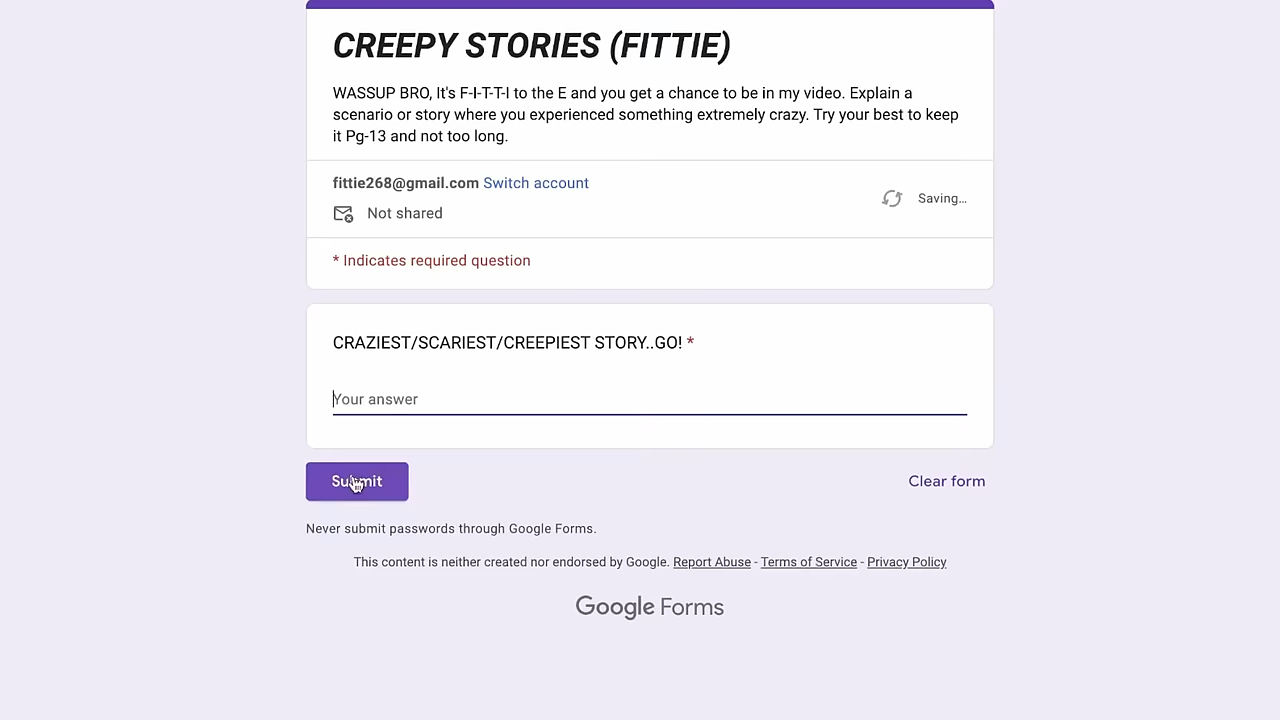 CREEPY STORIES (FITTIE)
WASSUP BRO, It's F-I-T-T-I to the E and you get a chance to be in my video. Explain a
scenario or story where you experienced something extremely crazy. Try your best to keep
it Pg-13 and not too long.
fittie268@gmail.com Switch account
Saving...
Not shared
* Indicates required question
CRAZIEST/SCARIEST/CREEPIEST STORY..GO! *
Your answer
Submit
Clear form
Never submit passwords through Google Forms.
This content is neither created nor endorsed by Google. Report Abuse - Terms of Service - Privacy Policy
Google Forms